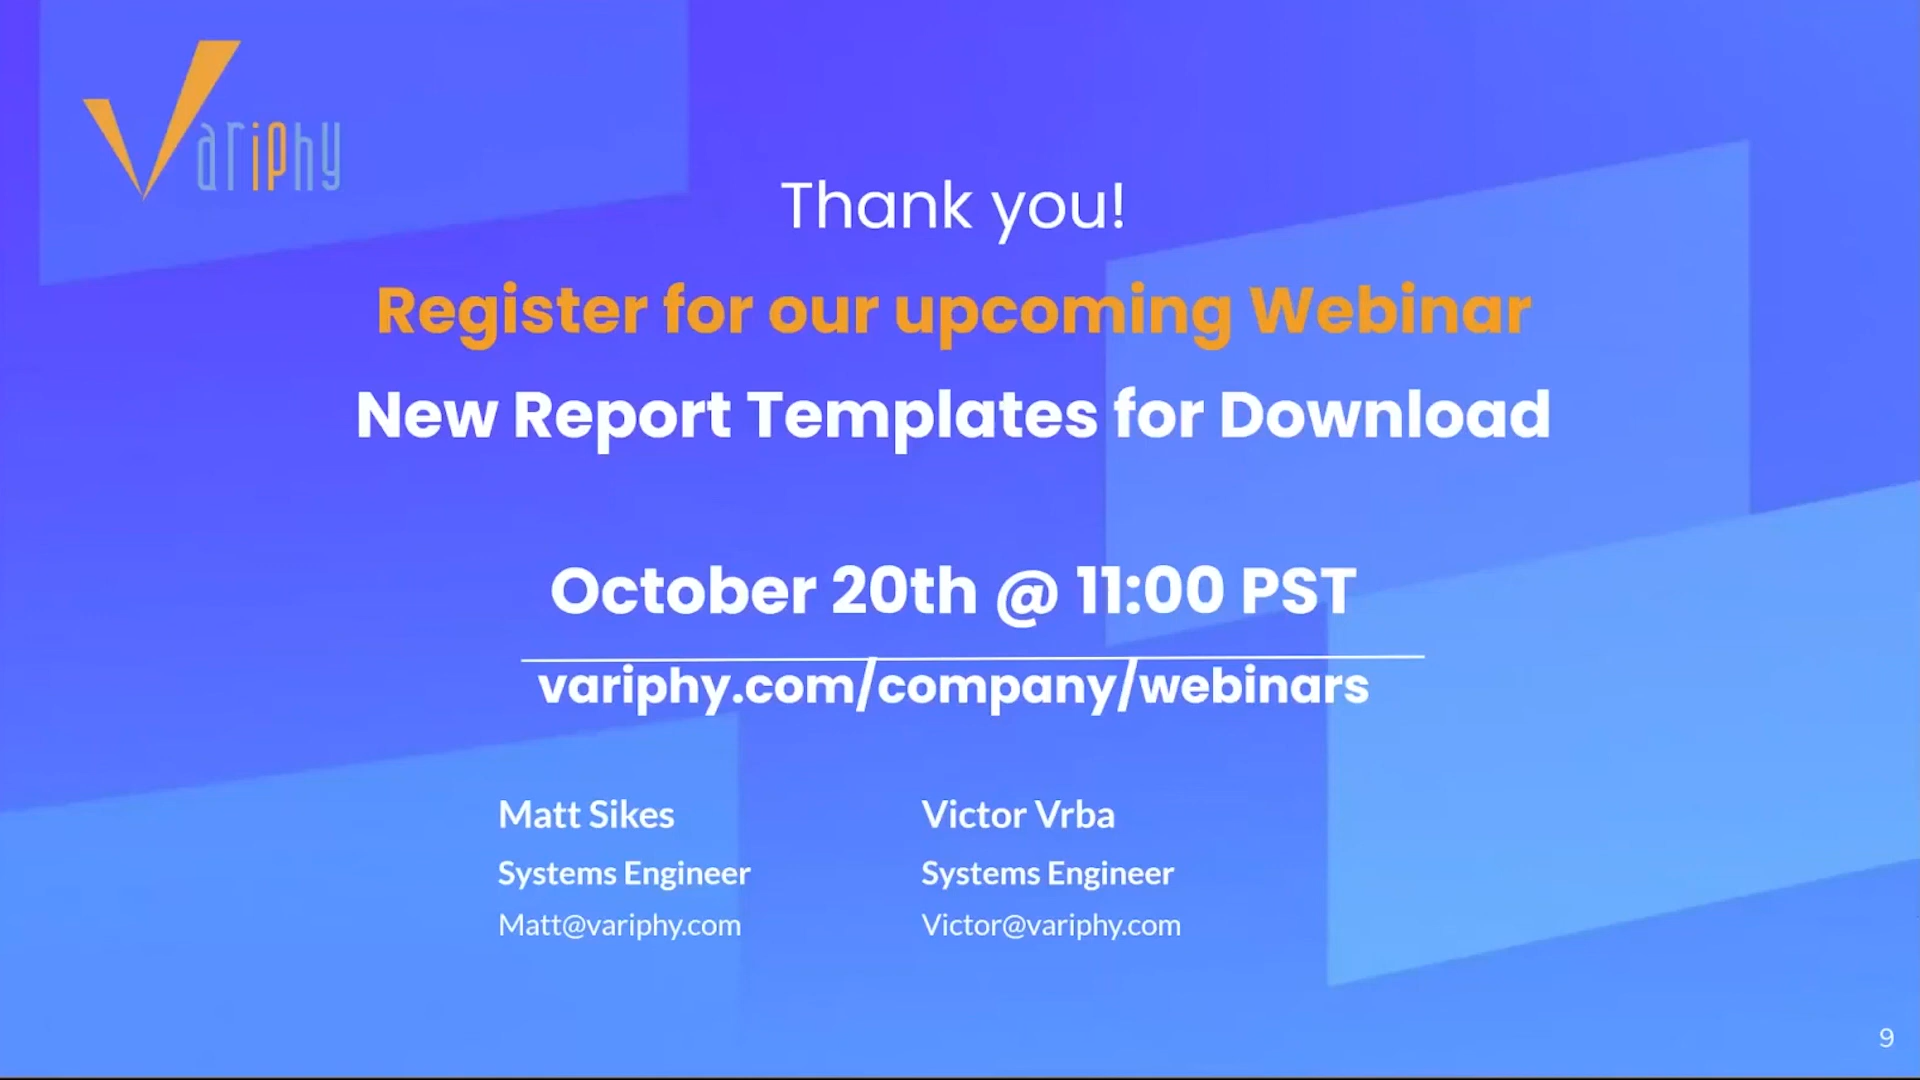 Variphy
Thank you!
Register for our upcoming Webinar
New Report Templates for Download
October 20th @ 11:00 PST
variphy.com/company/webinars
Matt Sikes
Systems Engineer
Matt@variphy.com
Victor Vrba
Systems Engineer
Victor@variphy.com
9